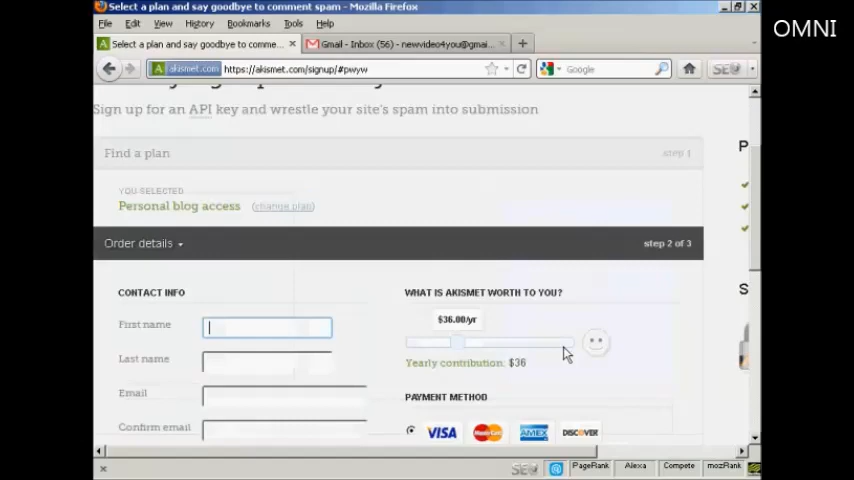 Select a plan and say goodbye to comment spam - Mozilla Firefox
OMNI
File Edit View History Bookmarks Tools Help
Select a plan and say goodbye to comme... × Gmail - Inbox (56) - newvideo4you@gmai... × +
akismet.com https://akismet.com/signup/#pwyw Google SE
Sign up for an API key and wrestle your site's spam into submission
Find a plan step 1
P
YOU SELECTED
Personal blog access (change plan)
Order details step 2 of 3
CONTACT INFO WHAT IS AKISMET WORTH TO YOU?
S
First name $36.00/yr
Last name Yearly contribution: $36
Email PAYMENT METHOD
Confirm email VISA MasterCard AMEX DISCOVER
× SE PageRank Alexa Compete mozRank